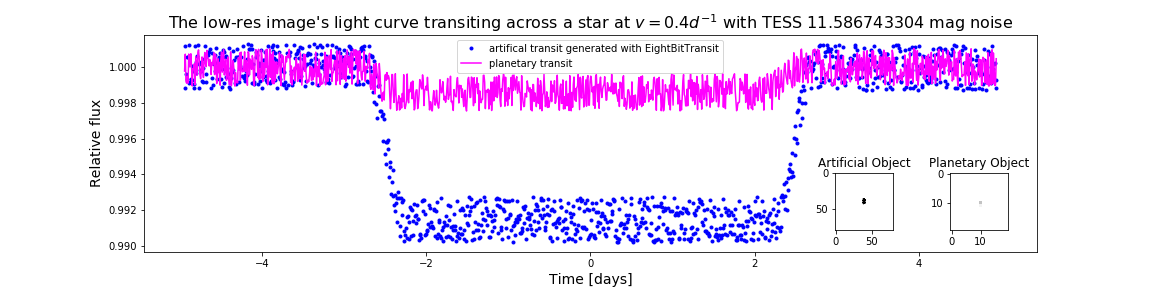 The low-res image's light curve transiting across a star at v = 0.4d⁻¹ with TESS 11.586743304 mag noise
artifical transit generated with EightBitTransit
planetary transit
Relative flux
1.000
0.998
0.996
0.994
0.992
0.990
Artificial Object
Planetary Object
0
50
0 50
0
10
0 10
−4 −2 0 2 4
Time [days]